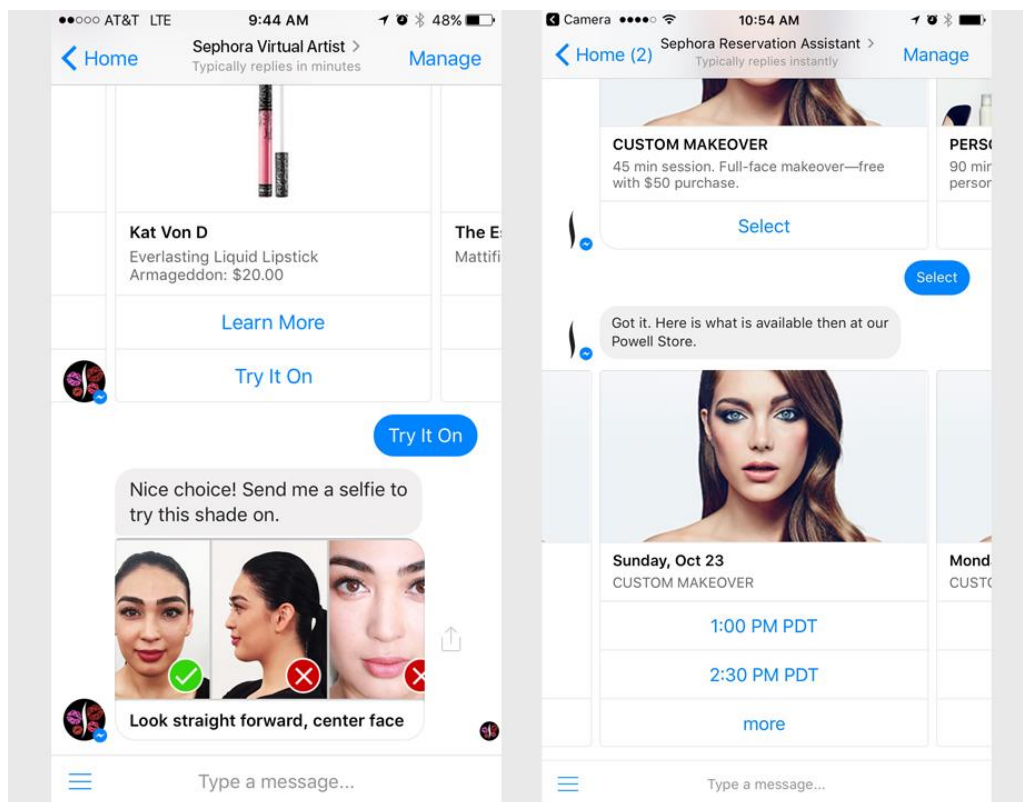 ●●○○○ AT&T LTE 9:44 AM 48%
Home
Sephora Virtual Artist >
Typically replies in minutes
Manage
Kat Von D
Everlasting Liquid Lipstick
Armageddon: $20.00
The E
Mattifi
Learn More
Try It On
Try It On
Nice choice! Send me a selfie to
try this shade on.
Look straight forward, center face
Type a message...
Camera ●●●●○ 10:54 AM
Home (2)
Sephora Reservation Assistant >
Typically replies instantly
Manage
CUSTOM MAKEOVER
45 min session. Full-face makeover—free
with $50 purchase.
PERS
90 min
person
Select
Select
Got it. Here is what is available then at our
Powell Store.
Sunday, Oct 23
CUSTOM MAKEOVER
Mond
CUSTO
1:00 PM PDT
2:30 PM PDT
more
Type a message...